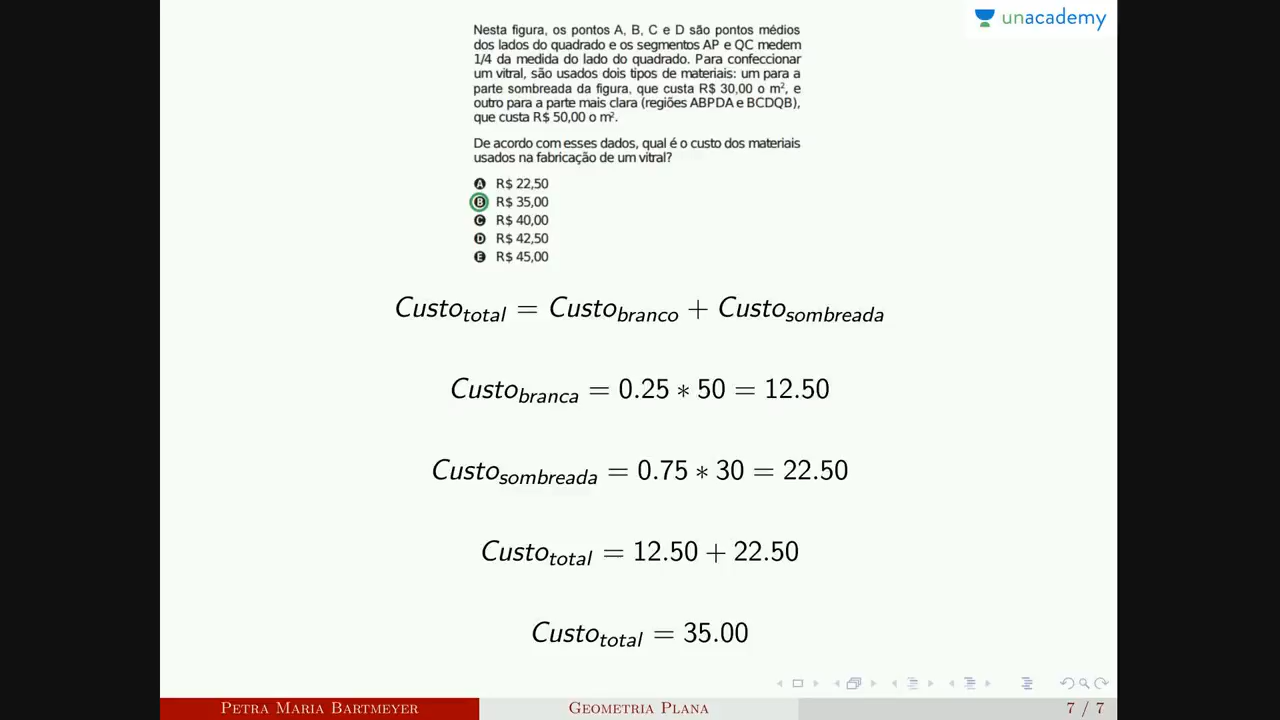 unacademy
Nesta figura, os pontos A, B, C e D são pontos médios
dos lados do quadrado e os segmentos AP e QC medem
1/4 da medida do lado do quadrado. Para confeccionar
um vitral, são usados dois tipos de materiais: um para a
parte sombreada da figura, que custa R$ 30,00 o m², e
outro para a parte mais clara (regiões ABPDA e BCDQB),
que custa R$ 50,00 o m².
De acordo com esses dados, qual é o custo dos materiais
usados na fabricação de um vitral?
A R$ 22,50
B R$ 35,00
C R$ 40,00
D R$ 42,50
E R$ 45,00
Custo_total = Custo_branco + Custo_sombreada
Custo_branca = 0.25 * 50 = 12.50
Custo_sombreada = 0.75 * 30 = 22.50
Custo_total = 12.50 + 22.50
Custo_total = 35.00
Petra Maria Bartmeyer Geometria Plana 7 / 7